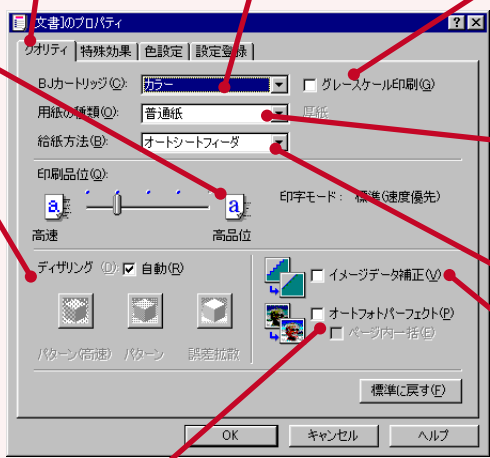 文書]のプロパティ
クオリティ 特殊効果 色設定 設定登録
BJカートリッジ(C): カラー グレースケール印刷(G)
用紙の種類(O): 普通紙 厚紙
給紙方法(B): オートシートフィーダ
印刷品位(Q):
a a 印字モード: 標準(速度優先)
高速 高品位
ディザリング (D): 自動(R) イメージデータ補正(V)
オートフォトパーフェクト(P)
ページ内一括(E)
パターン(高速) パターン 誤差拡散
標準に戻す(F)
OK キャンセル ヘルプ